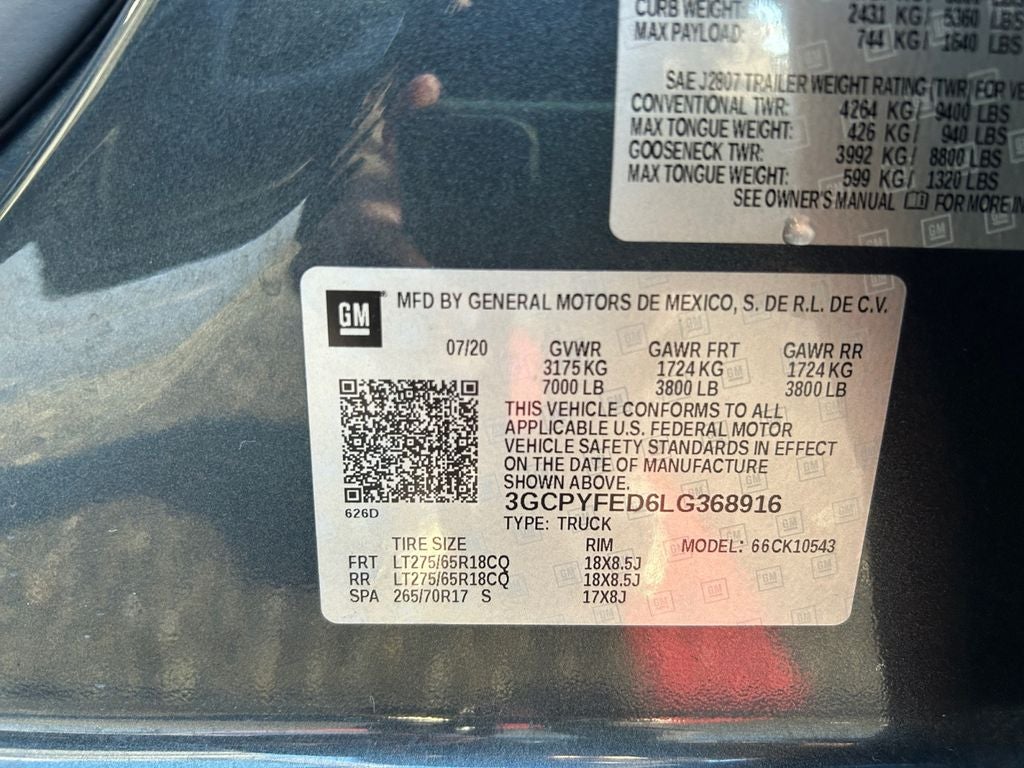 CURB WEIGHT: 2431 KG/ 5360 LBS
MAX PAYLOAD: 744 KG/ 1640 LBS
SAE J2807 TRAILER WEIGHT RATING (TWR) FOR
CONVENTIONAL TWR: 4264 KG/ 9400 LBS
MAX TONGUE WEIGHT: 426 KG/ 940 LBS
GOOSENECK TWR: 3992 KG/ 8800 LBS
MAX TONGUE WEIGHT: 599 KG/ 1320 LBS
SEE OWNER'S MANUAL FOR MORE
GM MFD BY GENERAL MOTORS DE MEXICO, S. DE R.L. DE C.V.
07/20 GVWR GAWR FRT GAWR RR
3175 KG 1724 KG 1724 KG
7000 LB 3800 LB 3800 LB
THIS VEHICLE CONFORMS TO ALL
APPLICABLE U.S. FEDERAL MOTOR
VEHICLE SAFETY STANDARDS IN EFFECT
ON THE DATE OF MANUFACTURE
SHOWN ABOVE.
3GCPYFED6LG368916
626D
TYPE: TRUCK
TIRE SIZE RIM MODEL: 66CK10543
FRT LT275/65R18CQ 18X8.5J
RR LT275/65R18CQ 18X8.5J
SPA 265/70R17 S 17X8J